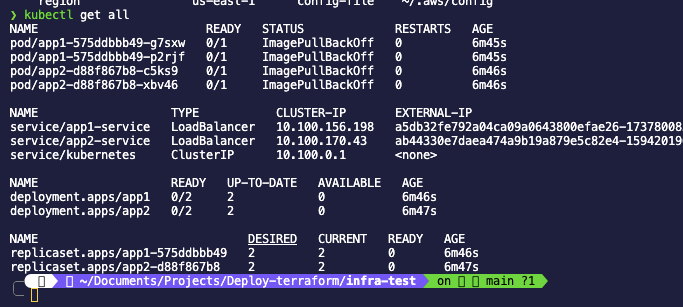 region us-east-1 config-file ~/.aws/config
❯ kubectl get all
NAME READY STATUS RESTARTS AGE
pod/app1-575ddbbb49-g7sxw 0/1 ImagePullBackOff 0 6m45s
pod/app1-575ddbbb49-p2rjf 0/1 ImagePullBackOff 0 6m45s
pod/app2-d88f867b8-c5ks9 0/1 ImagePullBackOff 0 6m46s
pod/app2-d88f867b8-xbv46 0/1 ImagePullBackOff 0 6m46s
NAME TYPE CLUSTER-IP EXTERNAL-IP
service/app1-service LoadBalancer 10.100.156.198 a5db32fe792a04ca09a0643800efae26-17378008
service/app2-service LoadBalancer 10.100.170.43 ab44330e7daea474a9b19a879e5c82e4-159420190
service/kubernetes ClusterIP 10.100.0.1 <none>
NAME READY UP-TO-DATE AVAILABLE AGE
deployment.apps/app1 0/2 2 0 6m46s
deployment.apps/app2 0/2 2 0 6m47s
NAME DESIRED CURRENT READY AGE
replicaset.apps/app1-575ddbbb49 2 2 0 6m46s
replicaset.apps/app2-d88f867b8 2 2 0 6m47s
~/Documents/Projects/Deploy-terraform/infra-test on main ?1